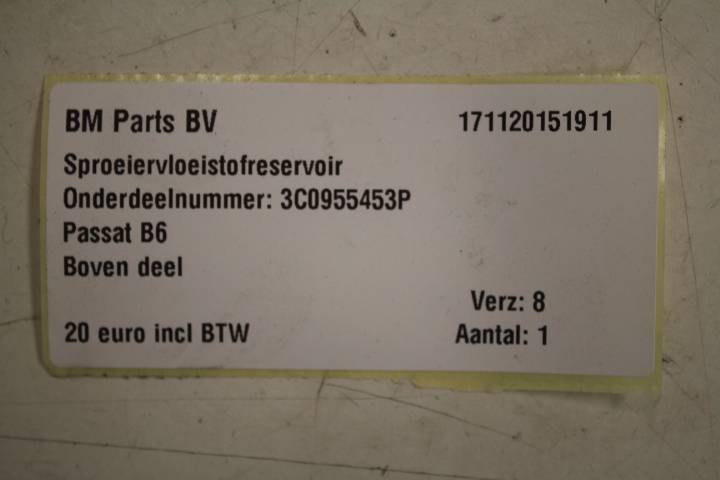 BM Parts BV 171120151911
Sproeiervloeistofreservoir
Onderdeelnummer: 3C0955453P
Passat B6
Boven deel
Verz: 8
20 euro incl BTW Aantal: 1